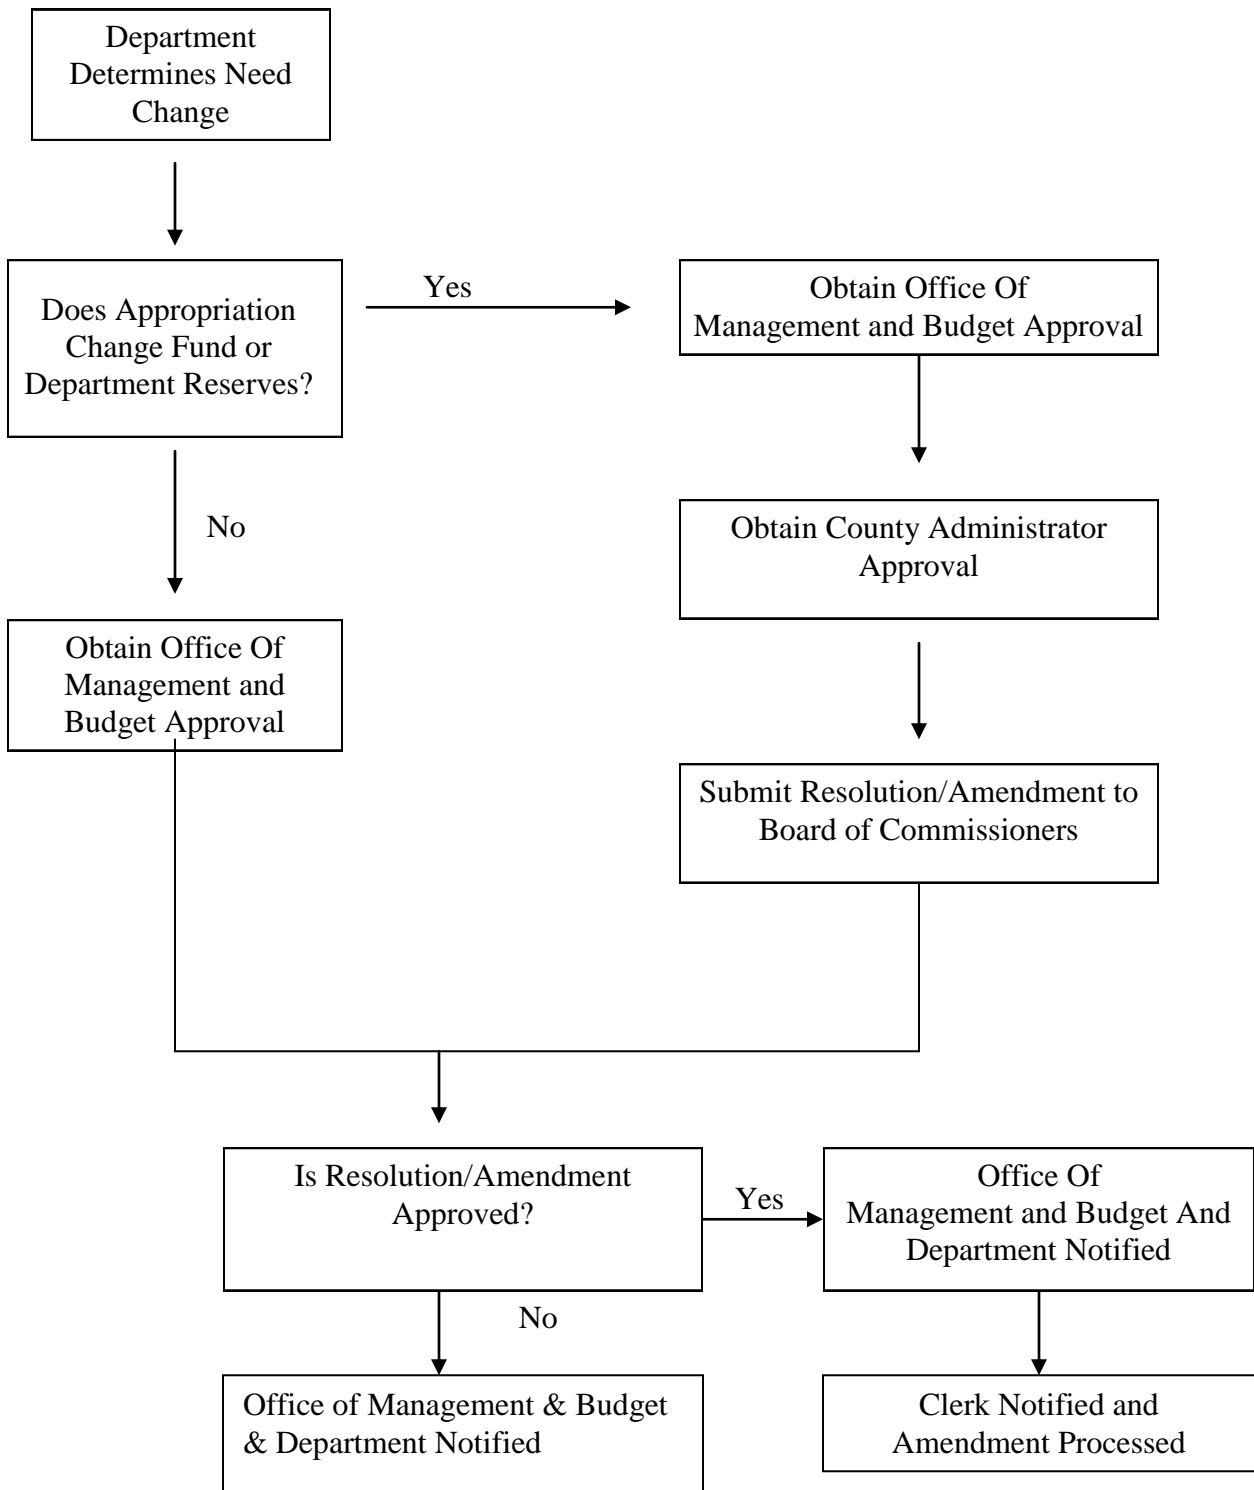 Department
Determines Need
Change
Does Appropriation
Change Fund or
Department Reserves?
Yes
Obtain Office Of
Management and Budget Approval
No
Obtain County Administrator
Approval
Obtain Office Of
Management and
Budget Approval
Submit Resolution/Amendment to
Board of Commissioners
Is Resolution/Amendment
Approved?
Yes
Office Of
Management and Budget And
Department Notified
No
Office of Management & Budget
& Department Notified
Clerk Notified and
Amendment Processed